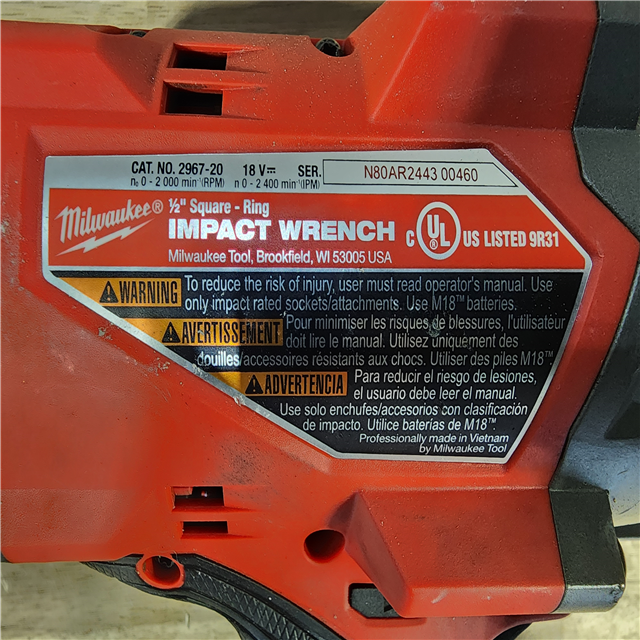 CAT. NO. 2967-20 18 V⎓ SER. N80AR2443 00460
n₀ 0 - 2 000 min⁻¹(RPM) n 0 - 2 400 min⁻¹(IPM)
Milwaukee®
½" Square - Ring
IMPACT WRENCH
Milwaukee Tool, Brookfield, WI 53005 USA
C UL® US LISTED 9R31
WARNING To reduce the risk of injury, user must read operator's manual. Use
only impact rated sockets/attachments. Use M18™ batteries.
AVERTISSEMENT Pour minimiser les risques de blessures, l'utilisateur
doit lire le manuel. Utilisez uniquement des
douilles/accessoires résistants aux chocs. Utiliser des piles M18™
ADVERTENCIA Para reducir el riesgo de lesiones,
el usuario debe leer el manual.
Use solo enchufes/accesorios con clasificación
de impacto. Utilice baterías de M18™.
Professionally made in Vietnam
by Milwaukee Tool